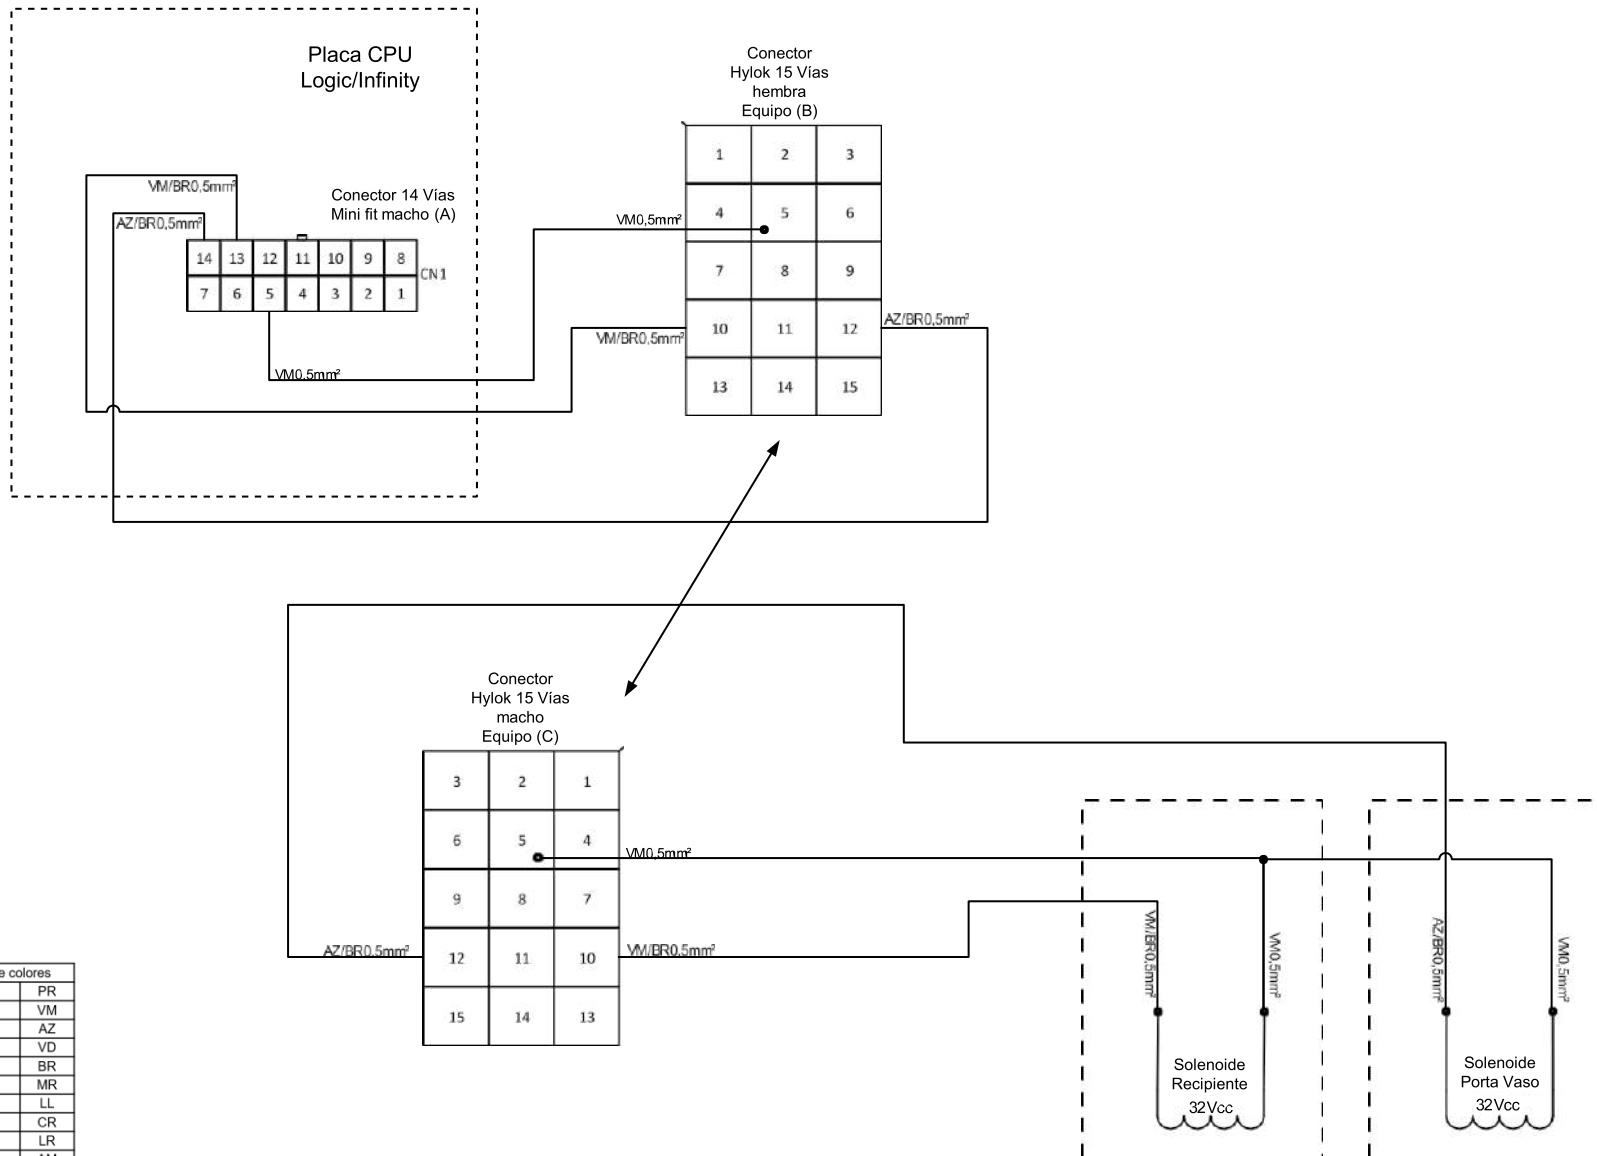 Placa CPU
Logic/Infinity
Conector
Hylok 15 Vías
hembra
Equipo (B)
1 2 3
4 5 6
7 8 9
10 11 12
13 14 15
VM/BR0,5mm²
AZ/BR0,5mm²
Conector 14 Vías
Mini fit macho (A)
14 13 12 11 10 9 8
7 6 5 4 3 2 1
CN1
VM0,5mm²
VM0,5mm²
VM/BR0,5mm²
AZ/BR0,5mm²
Conector
Hylok 15 Vías
macho
Equipo (C)
3 2 1
6 5 4
9 8 7
12 11 10
15 14 13
VM0,5mm²
AZ/BR0,5mm²
VM/BR0,5mm²
VM/BR0,5mm²
VM0,5mm²
AZ/BR0,5mm²
VM0,5mm²
Solenoide
Recipiente
32Vcc
Solenoide
Porta Vaso
32Vcc
e colores
PR
VM
AZ
VD
BR
MR
LL
CR
LR